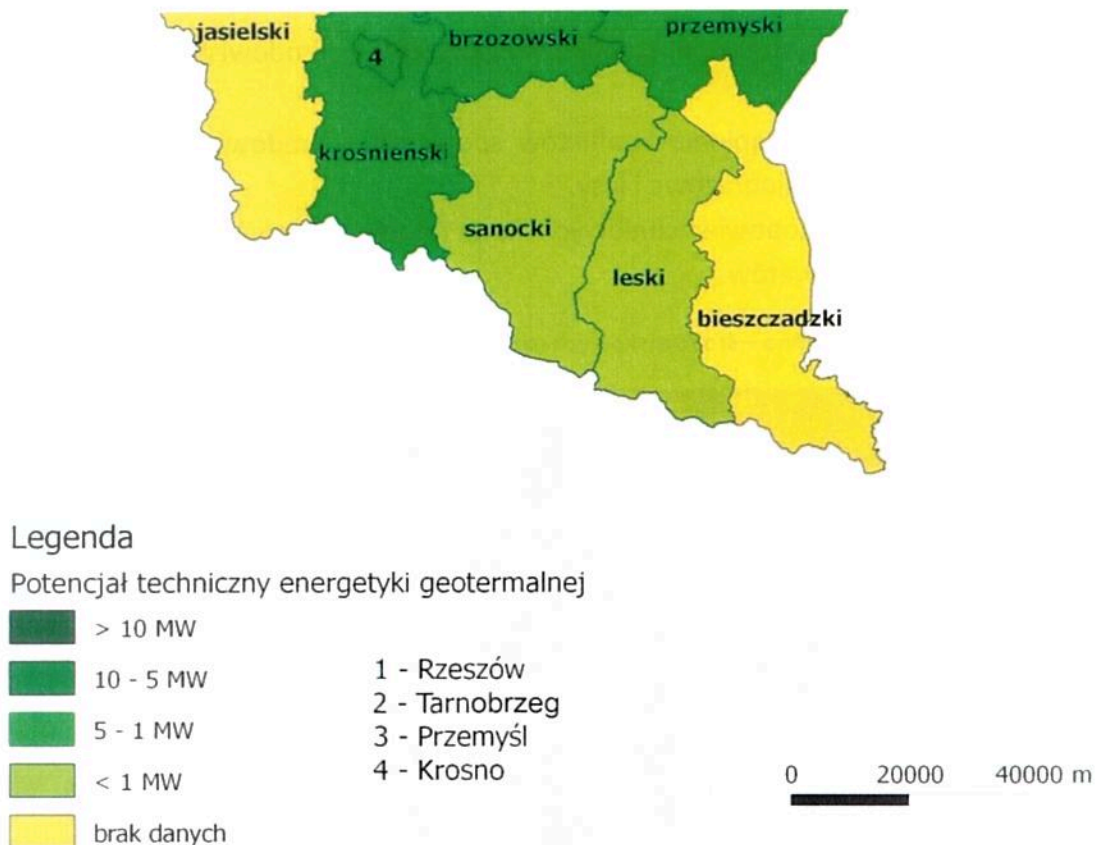 jasielski
brzozowski
przemyski
4
krośnieński
sanocki
leski
bieszczadzki
Legenda
Potencjał techniczny energetyki geotermalnej
> 10 MW
10 - 5 MW
5 - 1 MW
< 1 MW
brak danych
1 - Rzeszów
2 - Tarnobrzeg
3 - Przemyśl
4 - Krosno
0 20000 40000 m